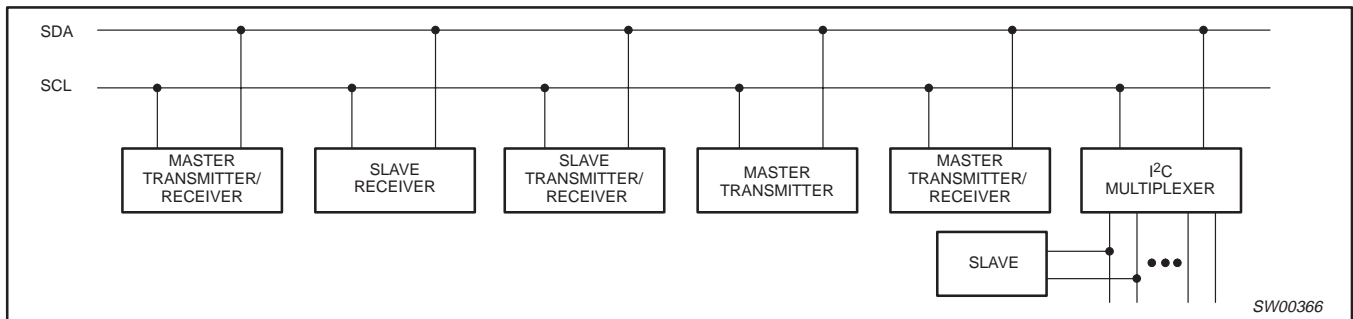 SDA
SCL
MASTER
TRANSMITTER/
RECEIVER
SLAVE
RECEIVER
SLAVE
TRANSMITTER/
RECEIVER
MASTER
TRANSMITTER
MASTER
TRANSMITTER/
RECEIVER
I²C
MULTIPLEXER
SLAVE
SW00366